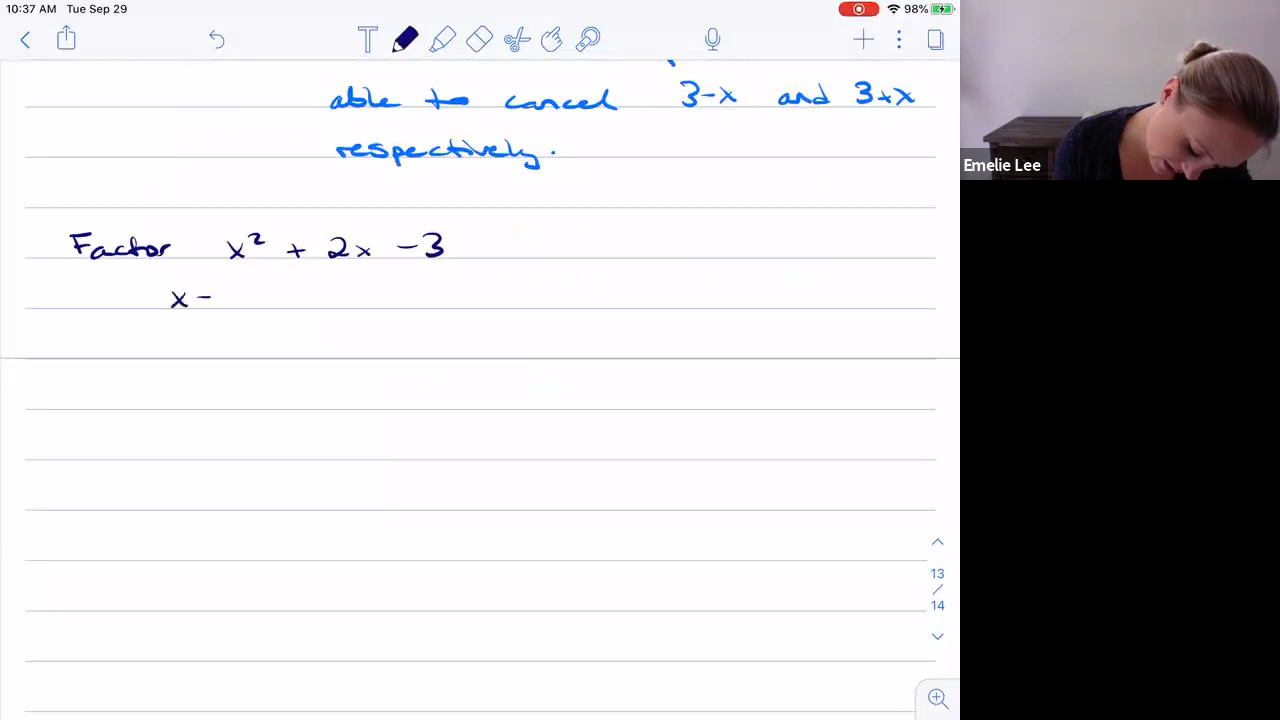 10:37 AM Tue Sep 29
98%
able to cancel 3-x and 3+x
respectively.
Emelie Lee
Factor x² + 2x -3
x -
13
/
14